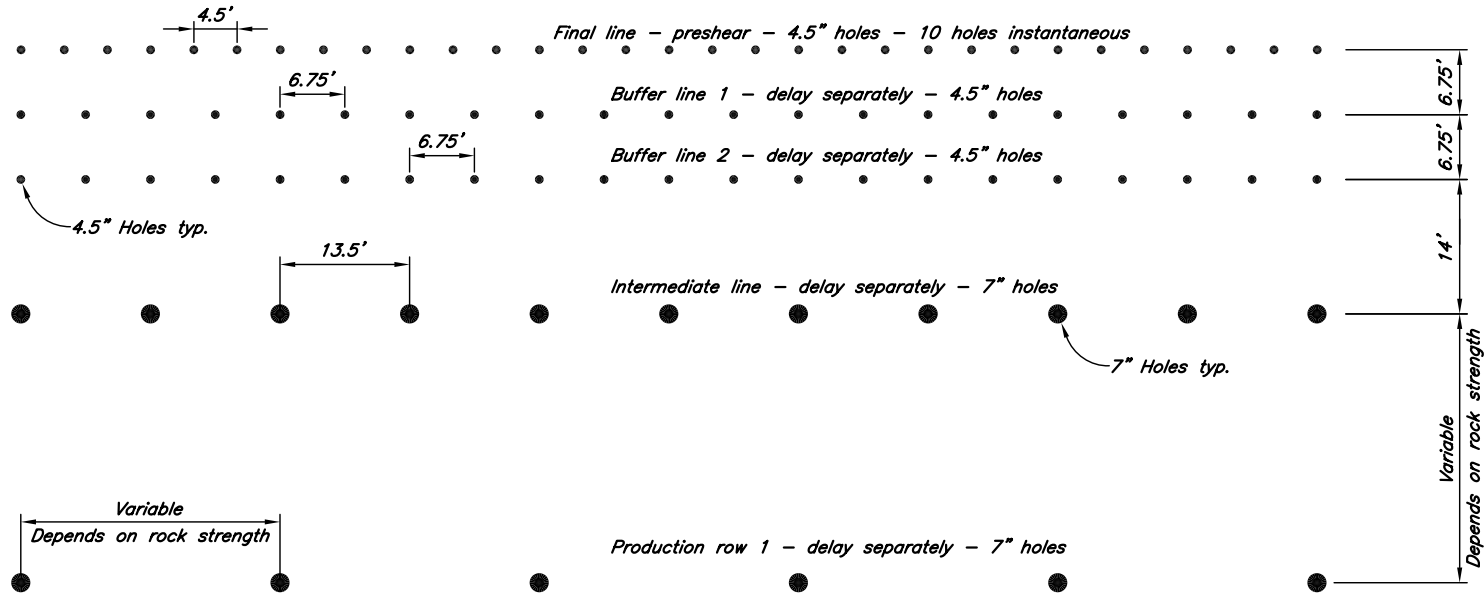 4.5'
Final line – preshear – 4.5" holes – 10 holes instantaneous
6.75'
6.75'
Buffer line 1 – delay separately – 4.5" holes
6.75'
Buffer line 2 – delay separately – 4.5" holes
6.75'
4.5" Holes typ.
13.5'
14'
Intermediate line – delay separately – 7" holes
7" Holes typ.
Variable
Depends on rock strength
Variable
Depends on rock strength
Production row 1 – delay separately – 7" holes